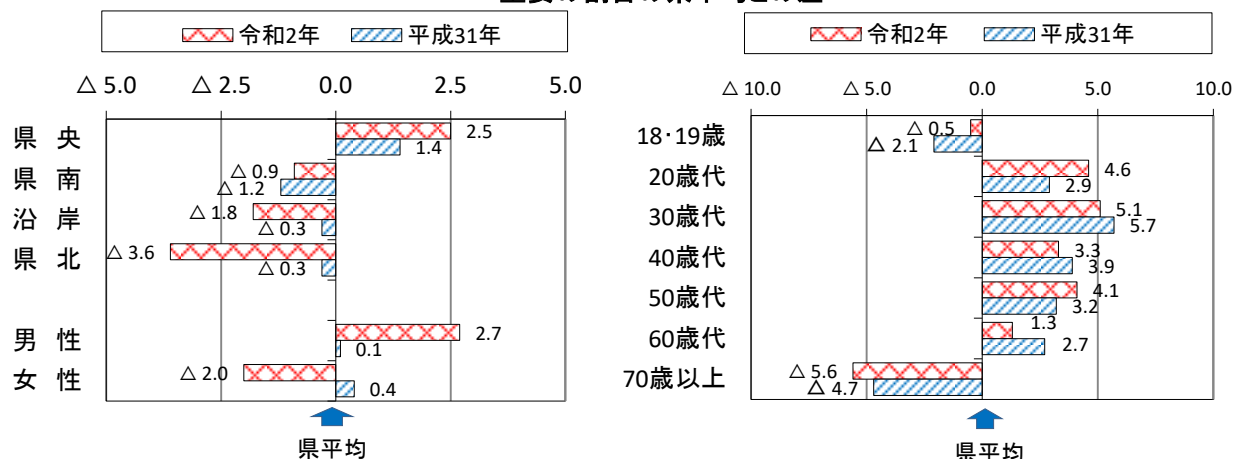 令和2年 平成31年
△ 5.0 △ 2.5 0.0 2.5 5.0
県 央 2.5
1.4
県 南 △ 0.9
△ 1.2
沿 岸 △ 1.8
△ 0.3
県 北 △ 3.6
△ 0.3
男 性 2.7
0.1
女 性 △ 2.0
0.4
県平均
令和2年 平成31年
△ 10.0 △ 5.0 0.0 5.0 10.0
18･19歳 △ 0.5
△ 2.1
20歳代 4.6
2.9
30歳代 5.1
5.7
40歳代 3.3
3.9
50歳代 4.1
3.2
60歳代 1.3
2.7
70歳以上 △ 5.6
△ 4.7
県平均